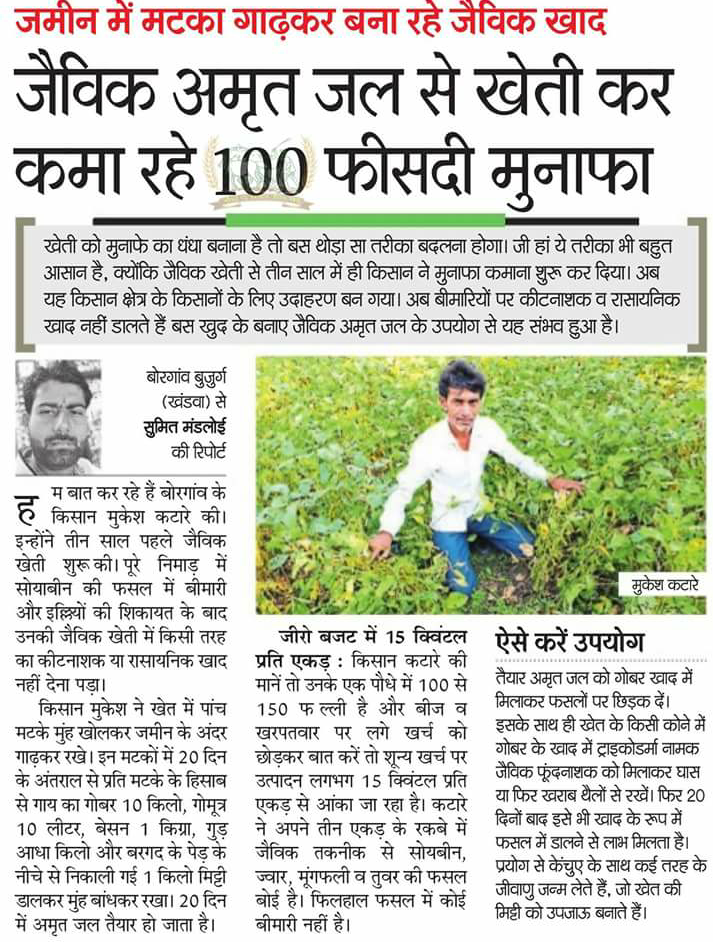 जमीन में मटका गाढ़कर बना रहे जैविक खाद
जैविक अमृत जल से खेती कर
कमा रहे 100 फीसदी मुनाफा
खेती को मुनाफे का धंधा बनाना है तो बस थोड़ा सा तरीका बदलना होगा। जी हां ये तरीका भी बहुत
आसान है, क्योंकि जैविक खेती से तीन साल में ही किसान ने मुनाफा कमाना शुरू कर दिया। अब
यह किसान क्षेत्र के किसानों के लिए उदाहरण बन गया। अब बीमारियों पर कीटनाशक व रासायनिक
खाद नहीं डालते हैं बस खुद के बनाए जैविक अमृत जल के उपयोग से यह संभव हुआ है।
बोरगांव बुजुर्ग
(खंडवा) से
सुमित मंडलोई
की रिपोर्ट
हम बात कर रहे हैं बोरगांव के
किसान मुकेश कटारे की।
इन्होंने तीन साल पहले जैविक
खेती शुरू की। पूरे निमाड़ में
सोयाबीन की फसल में बीमारी
और इल्लियों की शिकायत के बाद
उनकी जैविक खेती में किसी तरह
का कीटनाशक या रासायनिक खाद
नहीं देना पड़ा।
किसान मुकेश ने खेत में पांच
मटके मुंह खोलकर जमीन के अंदर
गाढ़कर रखे। इन मटकों में 20 दिन
के अंतराल से प्रति मटके के हिसाब
से गाय का गोबर 10 किलो, गोमूत्र
10 लीटर, बेसन 1 किग्रा, गुड़
आधा किलो और बरगद के पेड़ के
नीचे से निकाली गई 1 किलो मिट्टी
डालकर मुंह बांधकर रखा। 20 दिन
में अमृत जल तैयार हो जाता है।
मुकेश कटारे
जीरो बजट में 15 क्विंटल
प्रति एकड़ : किसान कटारे की
मानें तो उनके एक पौधे में 100 से
150 फ ल्ली है और बीज व
खरपतवार पर लगे खर्च को
छोड़कर बात करें तो शून्य खर्च पर
उत्पादन लगभग 15 क्विंटल प्रति
एकड़ से आंका जा रहा है। कटारे
ने अपने तीन एकड़ के रकबे में
जैविक तकनीक से सोयबीन,
ज्वार, मूंगफली व तुवर की फसल
बोई है। फिलहाल फसल में कोई
बीमारी नहीं है।
ऐसे करें उपयोग
तैयार अमृत जल को गोबर खाद में
मिलाकर फसलों पर छिड़क दें।
इसके साथ ही खेत के किसी कोने में
गोबर के खाद में ट्राइकोडर्मा नामक
जैविक फूंदनाशक को मिलाकर घास
या फिर खराब थैलों से रखें। फिर 20
दिनों बाद इसे भी खाद के रूप में
फसल में डालने से लाभ मिलता है।
प्रयोग से केंचुए के साथ कई तरह के
जीवाणु जन्म लेते हैं, जो खेत की
मिट्टी को उपजाऊ बनाते हैं।